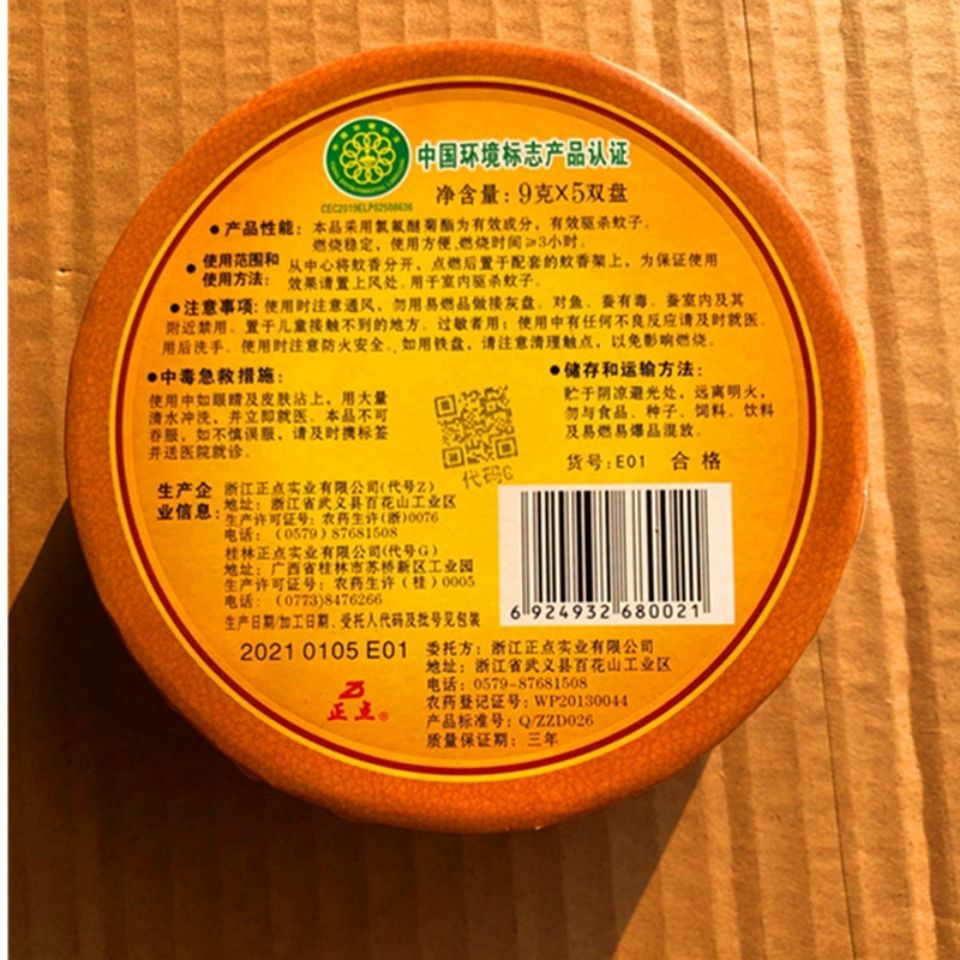 中国环境标志产品认证
CEC2019ELP02508636
净含量：9克X5双盘
●产品性能：本品采用氯氟醚菊酯为有效成分，有效驱杀蚊子。
燃烧稳定，使用方便、燃烧时间≥3小时。
●使用范围和使用方法：从中心将蚊香分开，点燃后置于配套的蚊香架上，为保证使用
效果请置上风处。用于室内驱杀蚊子。
●注意事项：使用时注意通风，勿用易燃品做接灰盘。对鱼、蚕有毒。蚕室内及其
附近禁用。置于儿童接触不到的地方。过敏者用；使用中有任何不良反应请及时就医。
用后洗手。使用时注意防火安全。如用铁盘，请注意清理触点，以免影响燃烧。
●中毒急救措施：
使用中如眼睛及皮肤沾上，用大量
清水冲洗，并立即就医。本品不可
吞服，如不慎误服，请及时携标签
并送医院就诊。
●储存和运输方法：
贮于阴凉避光处，远离明火，
勿与食品、种子、饲料、饮料
及易燃易爆品混放。
代码G
货号：E01 合格
生产企业信息：
浙江正点实业有限公司(代号Z)
地址：浙江省武义县百花山工业区
生产许可证号：农药生许(浙)0076
电话：（0579）87681508
桂林正点实业有限公司(代号G)
地址：广西省桂林市苏桥新区工业园
生产许可证号：农药生许（桂）0005
电话：（0773)8476266
生产日期/加工日期、受托人代码及批号见包装
6 924932 680021
2021 0105 E01
正点®
委托方：浙江正点实业有限公司
地址：浙江省武义县百花山工业区
电话：0579-87681508
农药登记证号：WP20130044
产品标准号：Q/ZZD026
质量保证期：三年